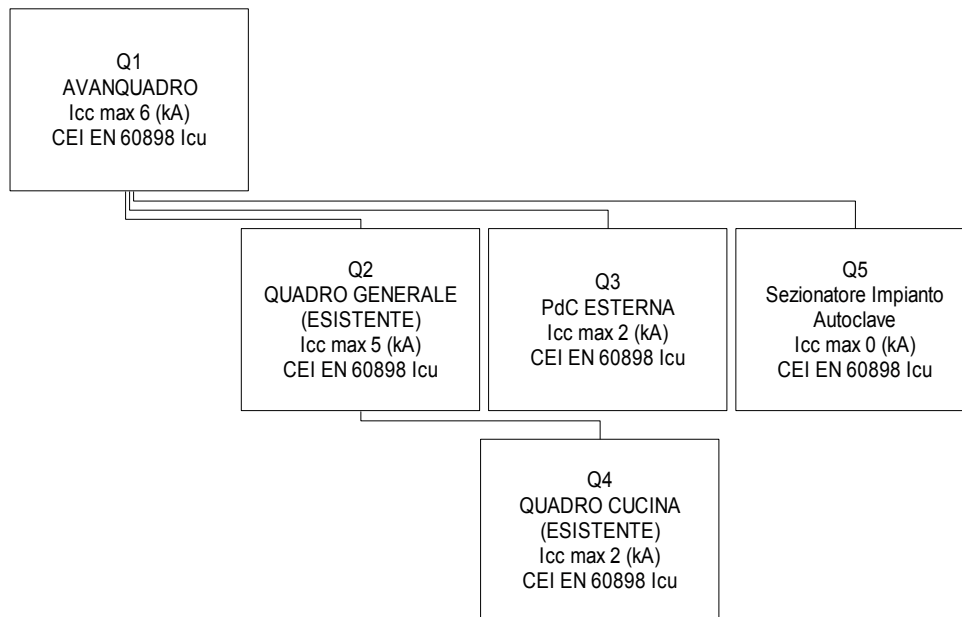 Q1
AVANQUADRO
Icc max 6 (kA)
CEI EN 60898 Icu
Q2
QUADRO GENERALE
(ESISTENTE)
Icc max 5 (kA)
CEI EN 60898 Icu
Q3
PdC ESTERNA
Icc max 2 (kA)
CEI EN 60898 Icu
Q5
Sezionatore Impianto
Autoclave
Icc max 0 (kA)
CEI EN 60898 Icu
Q4
QUADRO CUCINA
(ESISTENTE)
Icc max 2 (kA)
CEI EN 60898 Icu